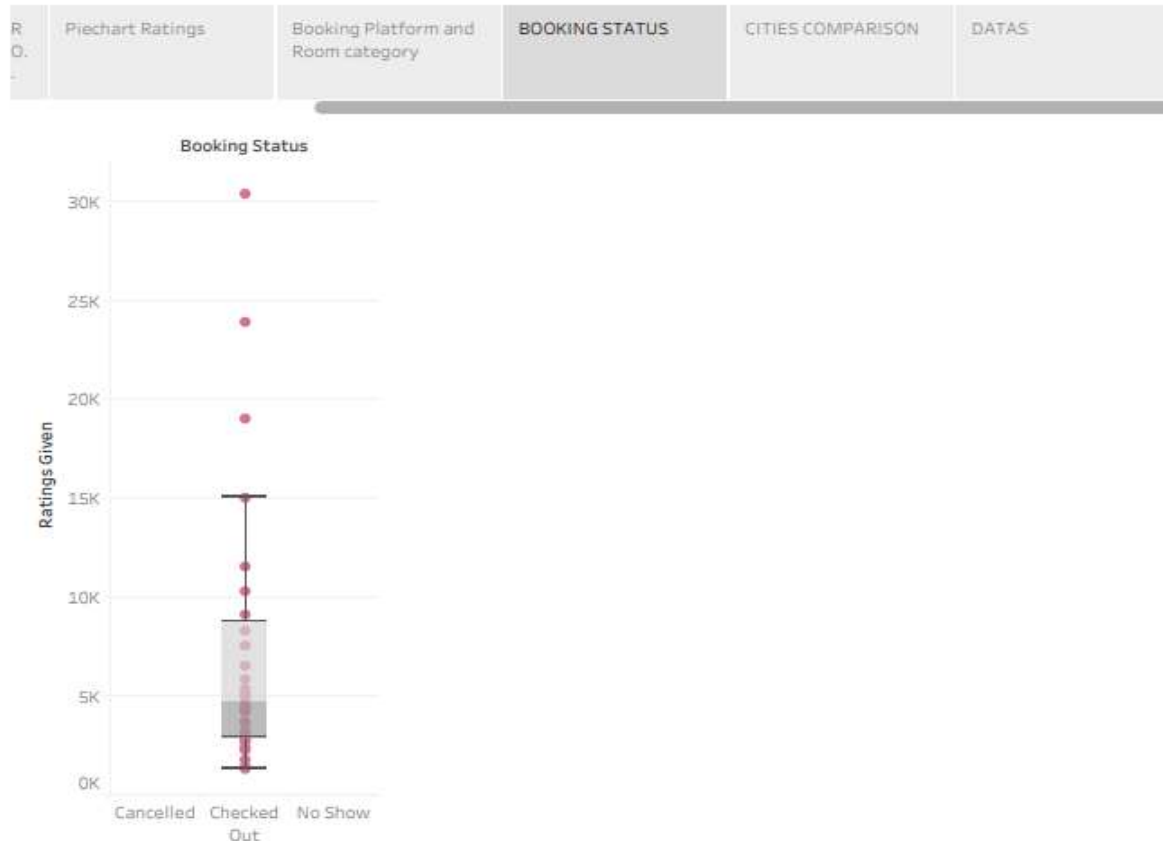 R
O.
-
Piechart Ratings
Booking Platform and
Room category
BOOKING STATUS
CITIES COMPARISON
DATAS
Booking Status
30K
25K
20K
15K
10K
5K
0K
Ratings Given
Cancelled
Checked
Out
No Show